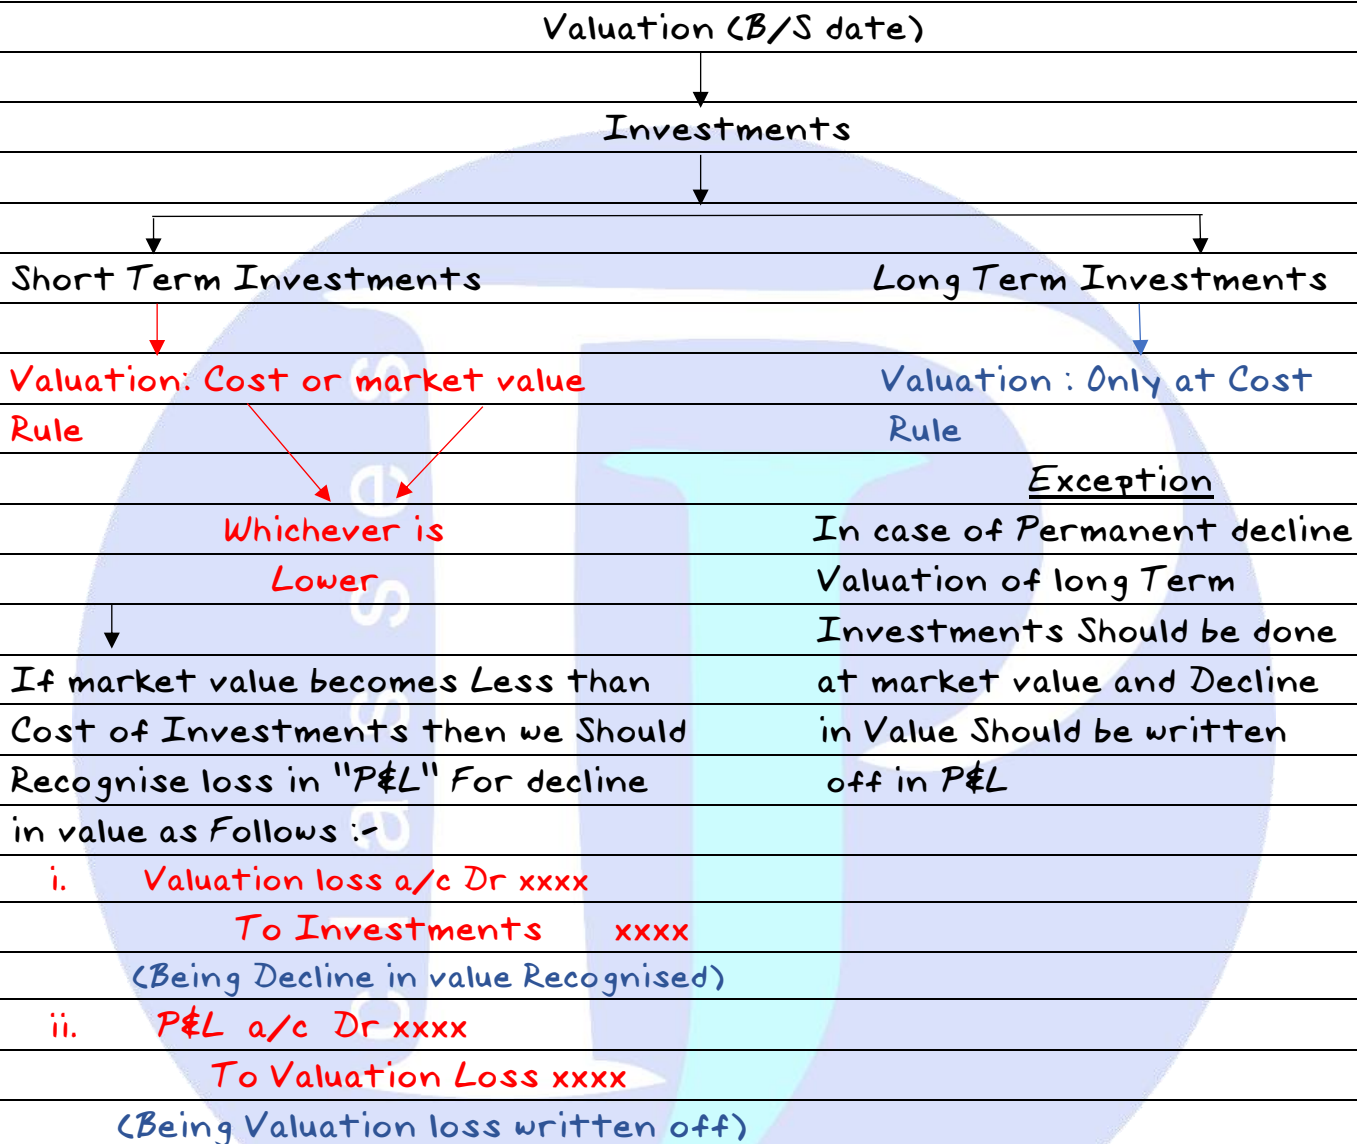 Valuation (B/S date)
Investments
Short Term Investments
Long Term Investments
Valuation: Cost or market value
Rule
Whichever is
Lower
If market value becomes Less than
Cost of Investments then we Should
Recognise loss in "P&L" For decline
in value as Follows :-
i. Valuation loss a/c Dr xxxx
To Investments xxxx
(Being Decline in value Recognised)
ii. P&L a/c Dr xxxx
To Valuation Loss xxxx
(Being Valuation loss written off)
Valuation : Only at Cost
Rule
Exception
In case of Permanent decline
Valuation of long Term
Investments Should be done
at market value and Decline
in Value Should be written
off in P&L
classes